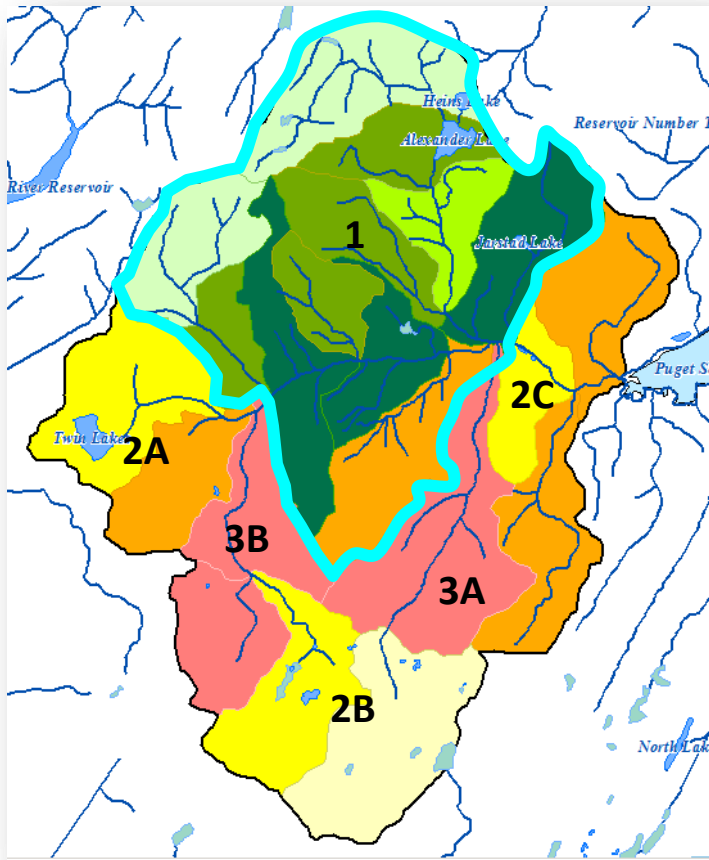 Heins Lake
Reservoir Number 1
Alexander Lake
River Reservoir
1
Jarstad Lake
Puget S
2C
Twin Lake
2A
3B
3A
2B
North Lak